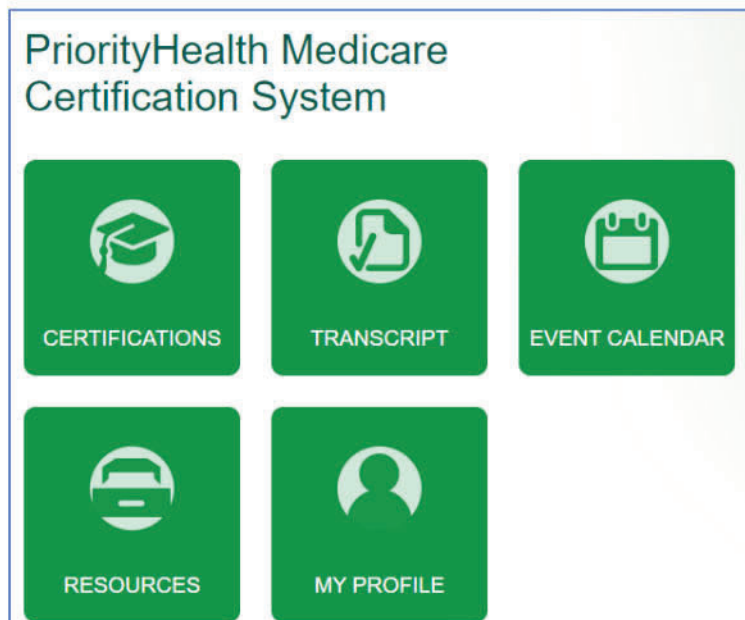 PriorityHealth Medicare
Certification System
CERTIFICATIONS
TRANSCRIPT
EVENT CALENDAR
RESOURCES
MY PROFILE